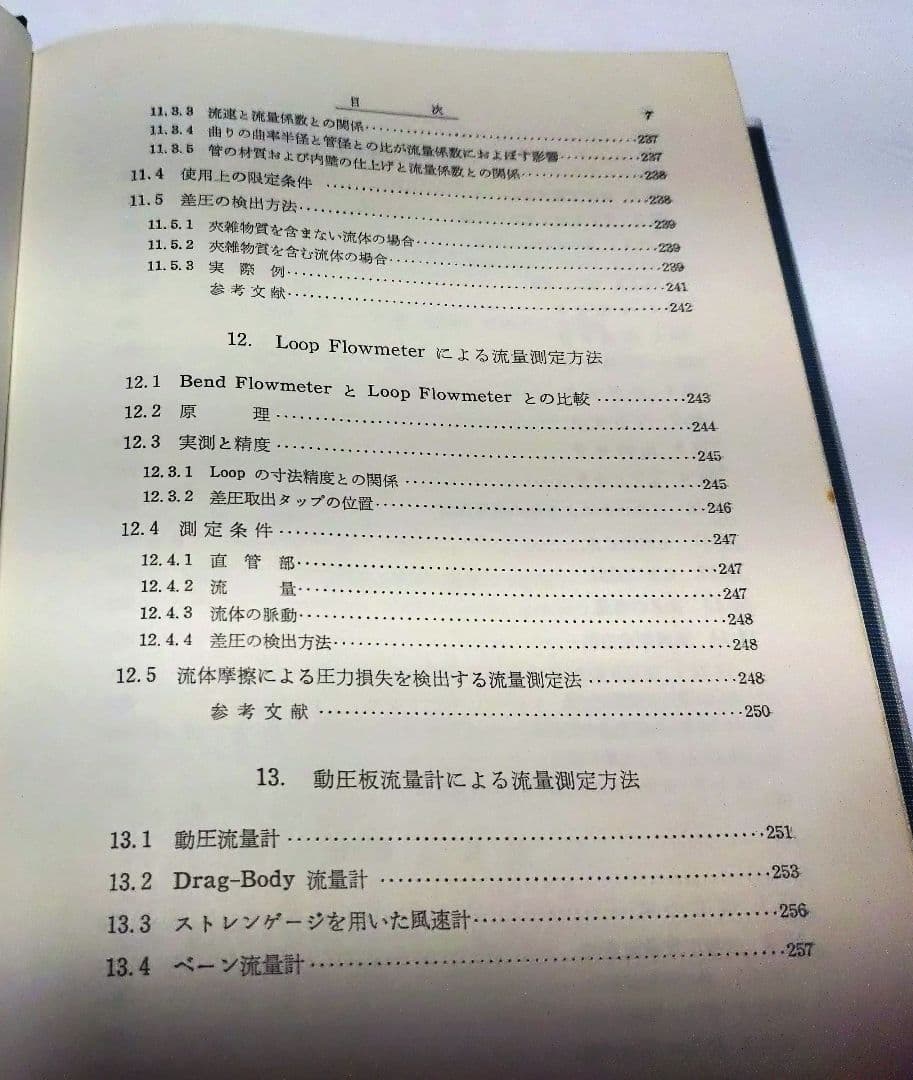 目 次 7
11.3.3 流速と流量係数との関係 237
11.3.4 曲りの曲率半径と管径との比が流量係数におよぼす影響 237
11.3.5 管の材質および内壁の仕上げと流量係数との関係 238
11.4 使用上の限定条件 238
11.5 差圧の検出方法 239
11.5.1 夾雑物質を含まない流体の場合 239
11.5.2 夾雑物質を含む流体の場合 239
11.5.3 実際例 241
参考文献 242
12. Loop Flowmeter による流量測定方法
12.1 Bend Flowmeter と Loop Flowmeter との比較 243
12.2 原理 244
12.3 実測と精度 245
12.3.1 Loop の寸法精度との関係 245
12.3.2 差圧取出タップの位置 246
12.4 測定条件 247
12.4.1 直管部 247
12.4.2 流量 247
12.4.3 流体の脈動 248
12.4.4 差圧の検出方法 248
12.5 流体摩擦による圧力損失を検出する流量測定法 248
参考文献 250
13. 動圧板流量計による流量測定方法
13.1 動圧流量計 251
13.2 Drag-Body 流量計 253
13.3 ストレンゲージを用いた風速計 256
13.4 ベーン流量計 257